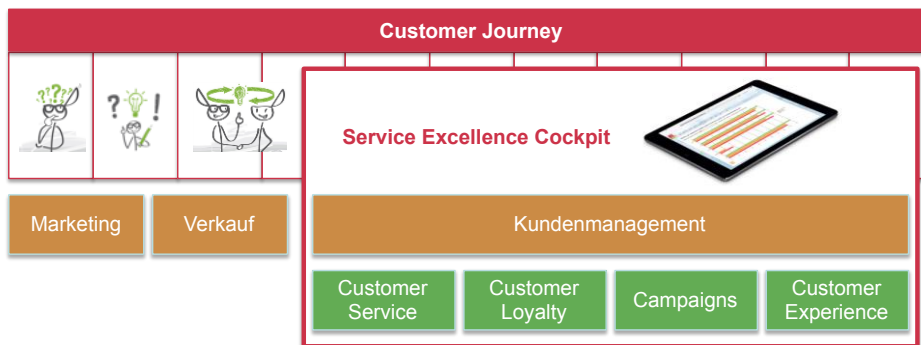 Customer Journey
???
?
? !
Service Excellence Cockpit
Marketing
Verkauf
Kundenmanagement
Customer
Service
Customer
Loyalty
Campaigns
Customer
Experience